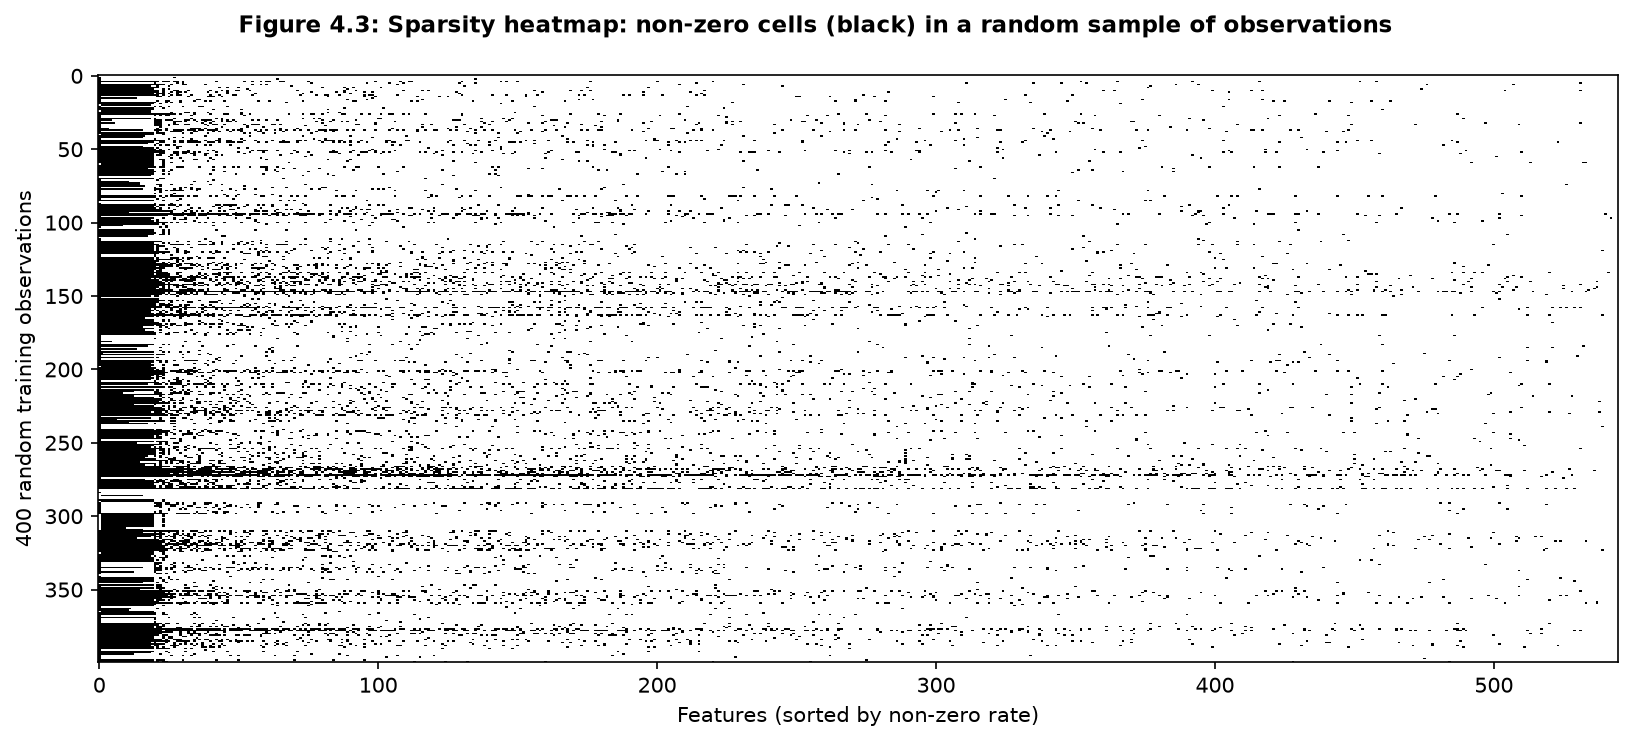 Figure 4.3: Sparsity heatmap: non-zero cells (black) in a random sample of observations
400 random training observations
0
50
100
150
200
250
300
350
0 100 200 300 400 500
Features (sorted by non-zero rate)